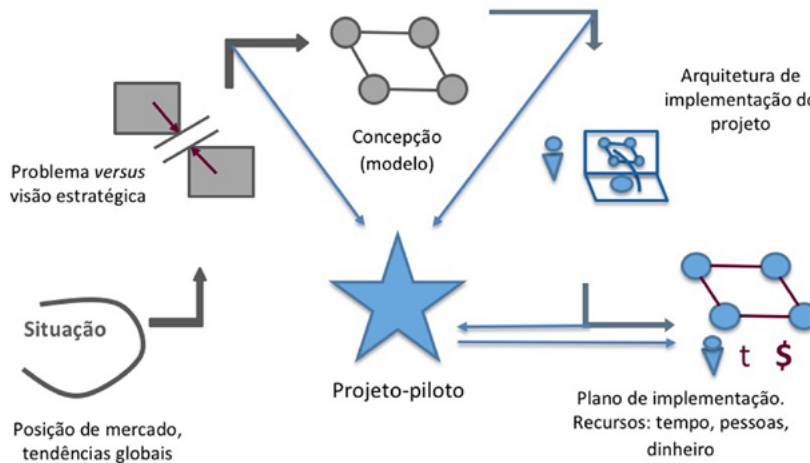 Problema versus
visão estratégica
Concepção
(modelo)
Arquitetura de
implementação do
projeto
Situação
Posição de mercado,
tendências globais
Projeto-piloto
t $
Plano de implementação.
Recursos: tempo, pessoas,
dinheiro